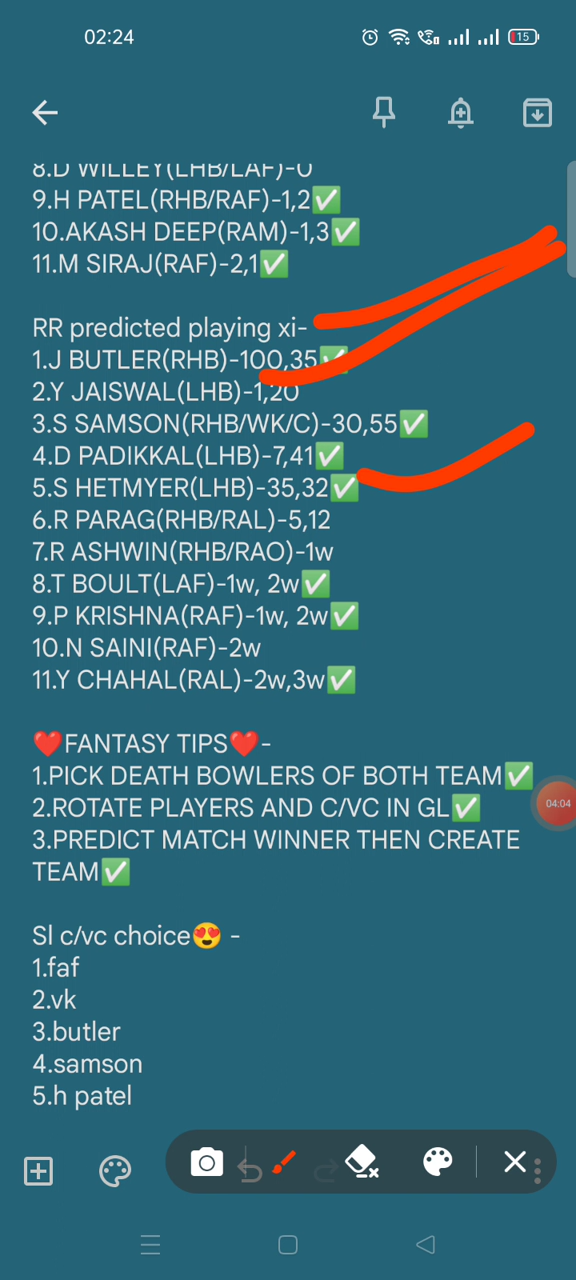 02:24
15
8.D WILLEY(LHB/LAF)-0
9.H PATEL(RHB/RAF)-1,2✅
10.AKASH DEEP(RAM)-1,3✅
11.M SIRAJ(RAF)-2,1✅
RR predicted playing xi-
1.J BUTLER(RHB)-100,35✅
2.Y JAISWAL(LHB)-1,20
3.S SAMSON(RHB/WK/C)-30,55✅
4.D PADIKKAL(LHB)-7,41✅
5.S HETMYER(LHB)-35,32✅
6.R PARAG(RHB/RAL)-5,12
7.R ASHWIN(RHB/RAO)-1w
8.T BOULT(LAF)-1w, 2w✅
9.P KRISHNA(RAF)-1w, 2w✅
10.N SAINI(RAF)-2w
11.Y CHAHAL(RAL)-2w,3w✅
❤️FANTASY TIPS❤️-
1.PICK DEATH BOWLERS OF BOTH TEAM✅
2.ROTATE PLAYERS AND C/VC IN GL✅
04:04
3.PREDICT MATCH WINNER THEN CREATE
TEAM✅
Sl c/vc choice😍 -
1.faf
2.vk
3.butler
4.samson
5.h patel